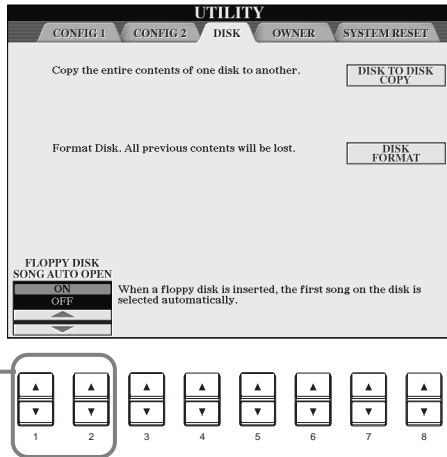 UTILITY
CONFIG 1 CONFIG 2 DISK OWNER SYSTEM RESET
Copy the entire contents of one disk to another.
DISK TO DISK
COPY
Format Disk. All previous contents will be lost.
DISK
FORMAT
FLOPPY DISK
SONG AUTO OPEN
ON
OFF
When a floppy disk is inserted, the first song on the disk is
selected automatically.
1 2 3 4 5 6 7 8